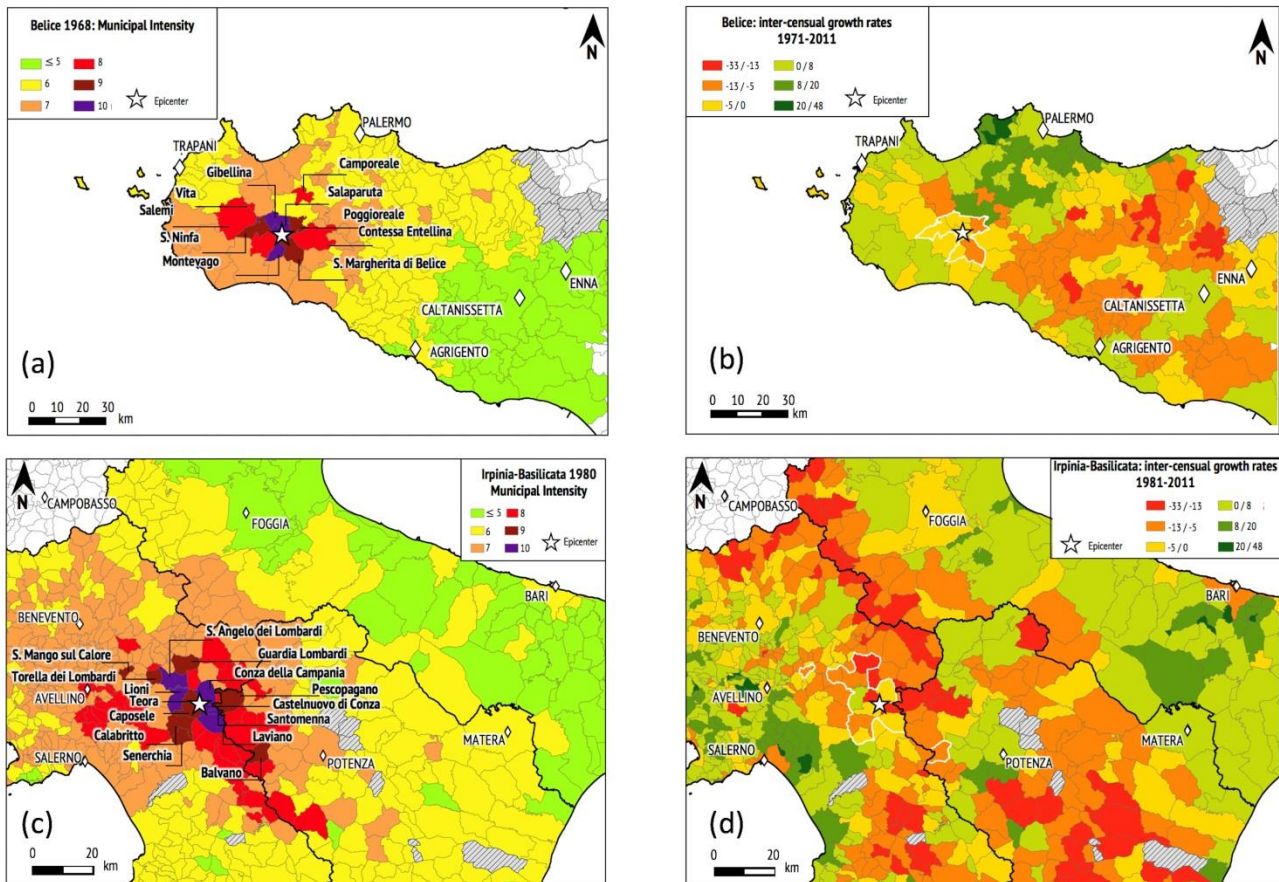 Belice 1968: Municipal Intensity
≤ 5
8
6
9
7
10
Epicenter
N
PALERMO
TRAPANI
Gibellina
Camporeale
Vita
Salaparuta
Salemi
Poggioreale
Contessa Entellina
S. Ninfa
Montevago
S. Margherita di Belice
ENNA
CALTANISSETTA
AGRIGENTO
(a)
0 10 20 30
km
Belice: inter-censual growth rates
1971-2011
-33 / -13
0 / 8
-13 / -5
8 / 20
-5 / 0
20 / 48
Epicenter
N
PALERMO
TRAPANI
ENNA
CALTANISSETTA
AGRIGENTO
(b)
0 10 20 30
km
N
Irpinia-Basilicata 1980
Municipal Intensity
≤ 5
8
6
9
7
10
Epicenter
CAMPOBASSO
FOGGIA
BARI
BENEVENTO
S. Angelo dei Lombardi
S. Mango sul Calore
Guardia Lombardi
Torella dei Lombardi
Conza della Campania
Lioni
Pescopagano
AVELLINO
Teora
Castelnuovo di Conza
Caposele
Santomenna
Calabritto
Laviano
MATERA
Senerchia
SALERNO
Balvano
POTENZA
(c)
0 20
km
N
Irpinia-Basilicata: inter-censual growth rates
1981-2011
-33 / -13
0 / 8
-13 / -5
8 / 20
-5 / 0
20 / 48
Epicenter
CAMPOBASSO
FOGGIA
BARI
BENEVENTO
AVELLINO
MATERA
SALERNO
POTENZA
(d)
0 20
km